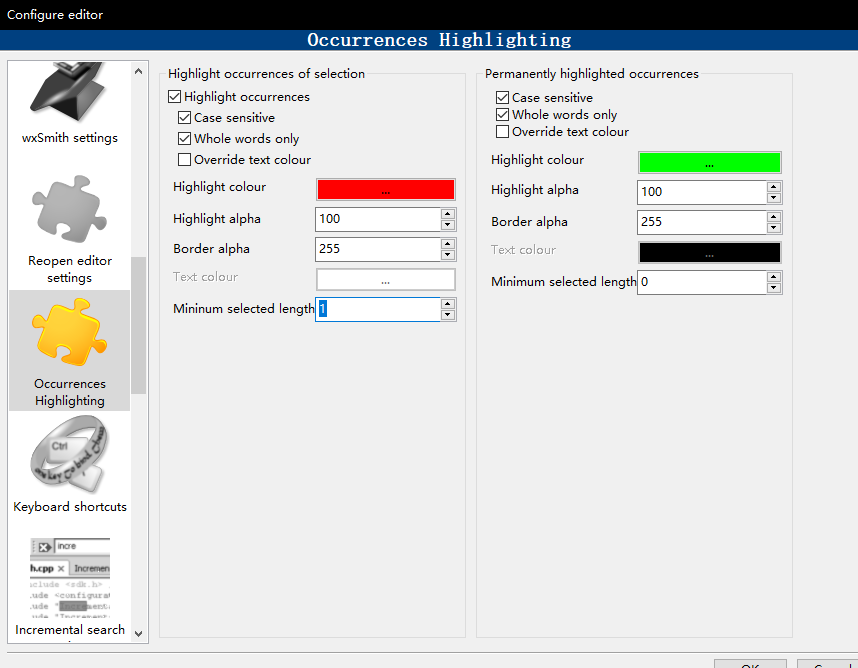 Configure editor
Occurrences Highlighting
wxSmith settings
Reopen editor
settings
Occurrences
Highlighting
Ctrl
Keyboard shortcuts
incre
h.cpp
Incremen
Incremental search
Highlight occurrences of selection
Highlight occurrences
Case sensitive
Whole words only
Override text colour
Highlight colour
...
Highlight alpha
100
Border alpha
255
Text colour
...
Mininum selected length
1
Permanently highlighted occurrences
Case sensitive
Whole words only
Override text colour
Highlight colour
...
Highlight alpha
100
Border alpha
255
Text colour
...
Minimum selected length
0